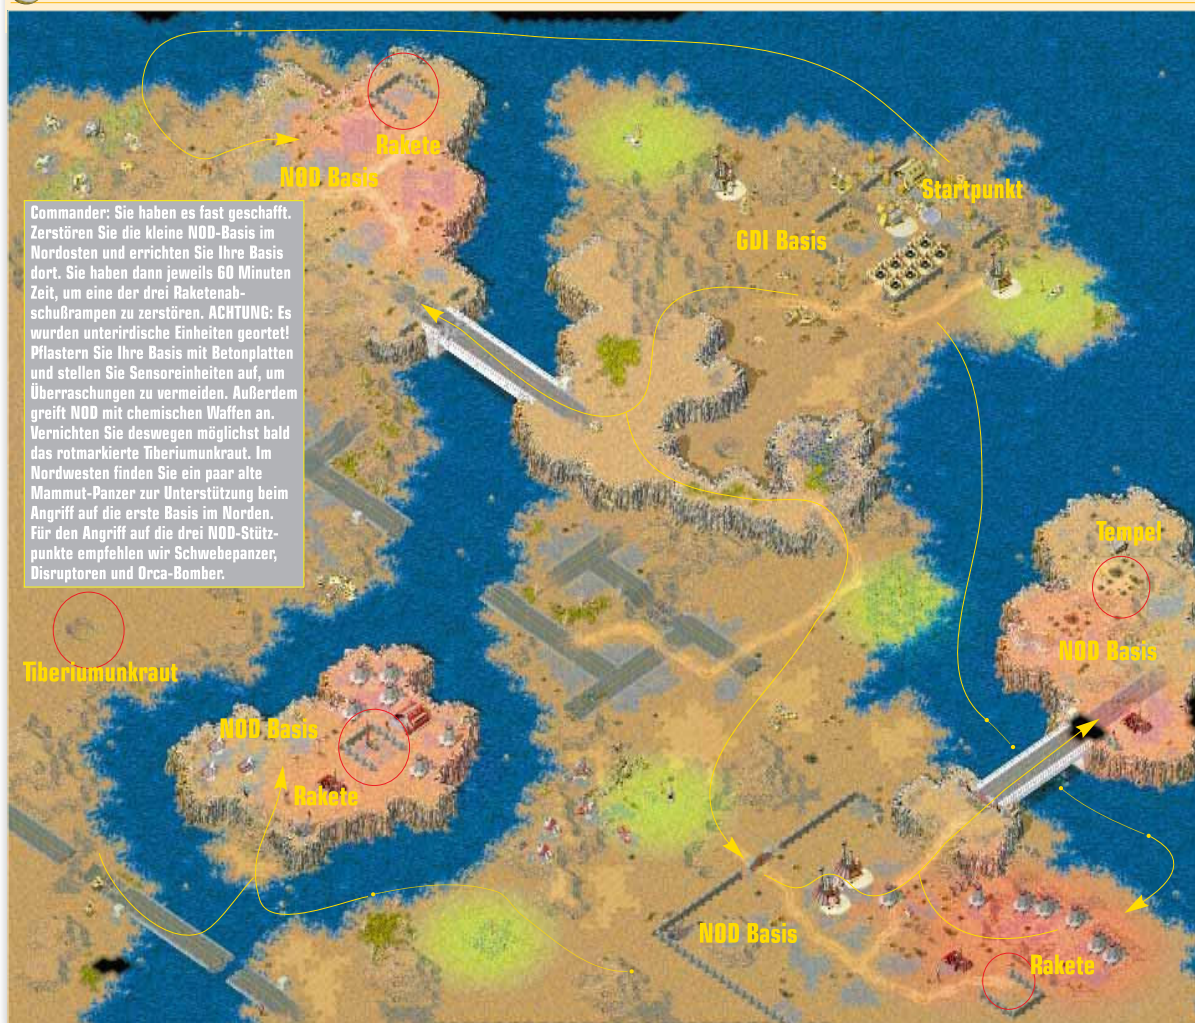 Rakete
NOD Basis
Startpunkt
GDI Basis
Commander: Sie haben es fast geschafft.
Zerstören Sie die kleine NOD-Basis im
Nordosten und errichten Sie Ihre Basis
dort. Sie haben dann jeweils 60 Minuten
Zeit, um eine der drei Raketenab-
schußrampen zu zerstören. ACHTUNG: Es
wurden unterirdische Einheiten geortet!
Pflastern Sie Ihre Basis mit Betonplatten
und stellen Sie Sensoreinheiten auf, um
Überraschungen zu vermeiden. Außerdem
greift NOD mit chemischen Waffen an.
Vernichten Sie deswegen möglichst bald
das rotmarkierte Tiberiumunkraut. Im
Nordwesten finden Sie ein paar alte
Mammut-Panzer zur Unterstützung beim
Angriff auf die erste Basis im Norden.
Für den Angriff auf die drei NOD-Stütz-
punkte empfehlen wir Schwebepanzer,
Disruptoren und Orca-Bomber.
Tempel
NOD Basis
Tiberiumunkraut
NOD Basis
Rakete
NOD Basis
Rakete